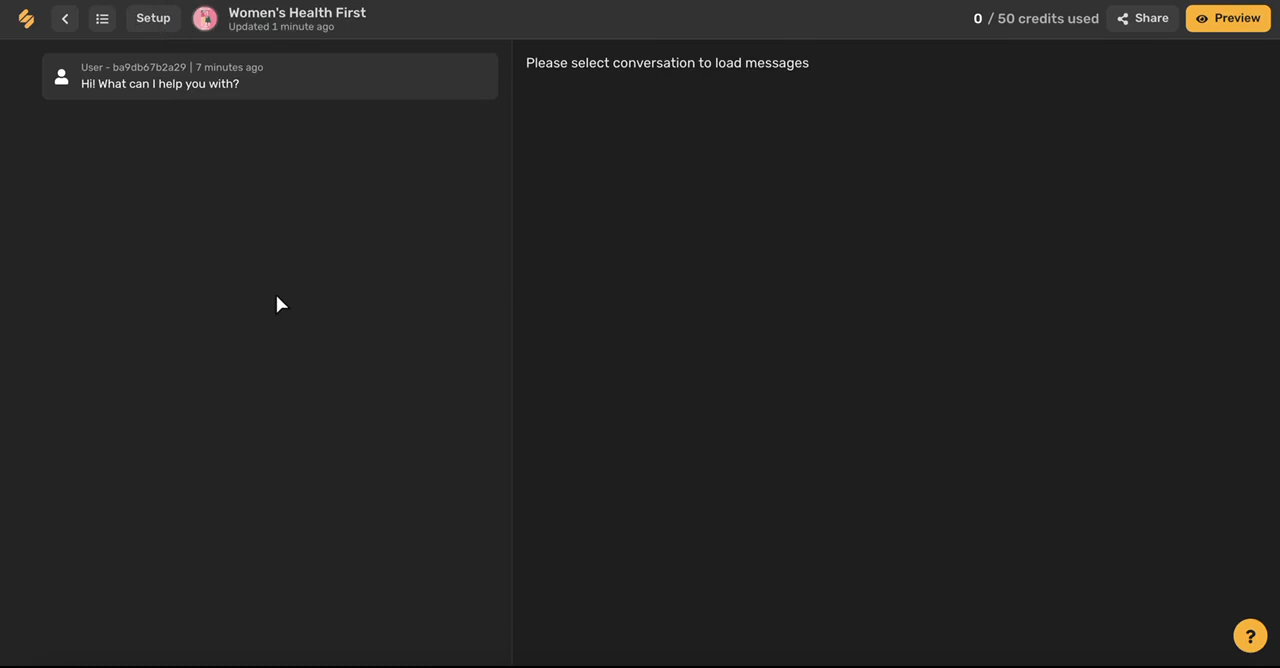 Setup
Women's Health First
Updated 1 minute ago
0 / 50 credits used
Share
Preview
User - ba9db67b2a29 | 7 minutes ago
Hi! What can I help you with?
Please select conversation to load messages
?